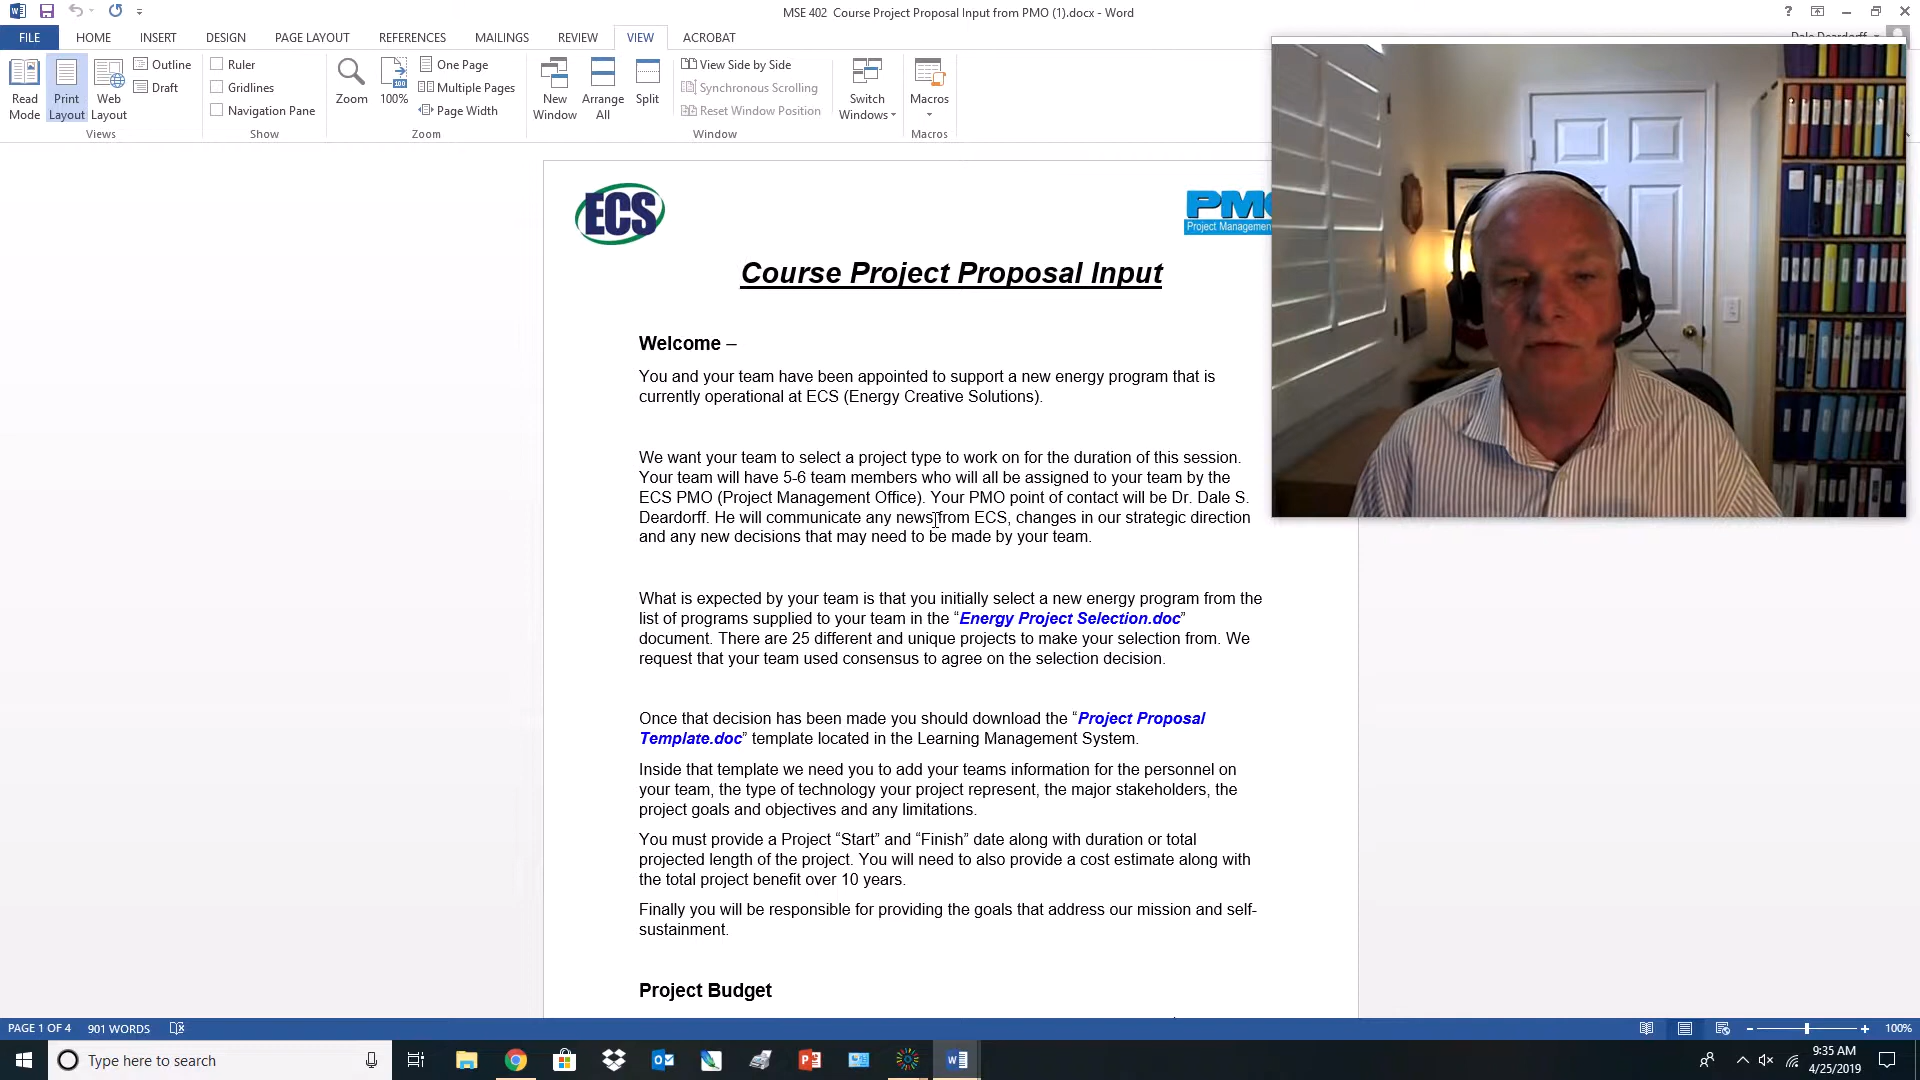 MSE 402  Course Project Proposal Input from PMO (1).docx - Word
FILE HOME INSERT DESIGN PAGE LAYOUT REFERENCES MAILINGS REVIEW VIEW ACROBAT
Dale Deardorff
Read Mode
Print Layout
Web Layout
Outline
Draft
Views
Ruler
Gridlines
Navigation Pane
Show
Zoom
100%
One Page
Multiple Pages
Page Width
Zoom
New Window
Arrange All
Split
View Side by Side
Synchronous Scrolling
Reset Window Position
Window
Switch Windows
Macros
Macros
ECS
Project Management
Course Project Proposal Input
Welcome –
You and your team have been appointed to support a new energy program that is
currently operational at ECS (Energy Creative Solutions).
We want your team to select a project type to work on for the duration of this session.
Your team will have 5-6 team members who will all be assigned to your team by the
ECS PMO (Project Management Office). Your PMO point of contact will be Dr. Dale S.
Deardorff. He will communicate any news from ECS, changes in our strategic direction
and any new decisions that may need to be made by your team.
What is expected by your team is that you initially select a new energy program from the
list of programs supplied to your team in the “Energy Project Selection.doc”
document. There are 25 different and unique projects to make your selection from. We
request that your team used consensus to agree on the selection decision.
Once that decision has been made you should download the “Project Proposal
Template.doc” template located in the Learning Management System.
Inside that template we need you to add your teams information for the personnel on
your team, the type of technology your project represent, the major stakeholders, the
project goals and objectives and any limitations.
You must provide a Project “Start” and “Finish” date along with duration or total
projected length of the project. You will need to also provide a cost estimate along with
the total project benefit over 10 years.
Finally you will be responsible for providing the goals that address our mission and self-
sustainment.
Project Budget
PAGE 1 OF 4 901 WORDS 100%
Type here to search
9:35 AM
4/25/2019